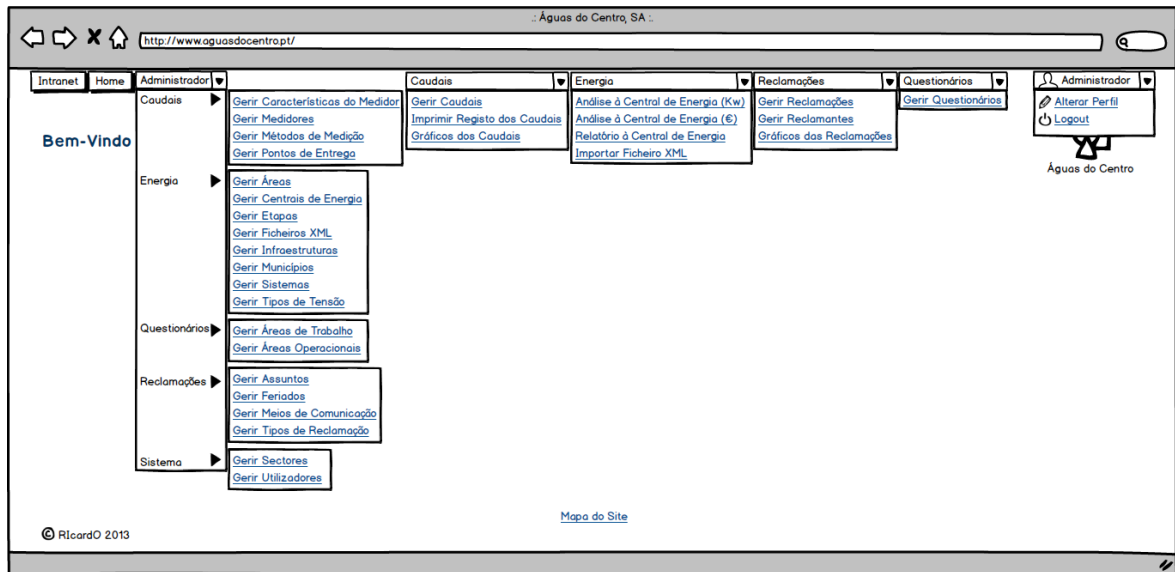 .: Águas do Centro, SA :.
http://www.aguasdocentro.pt/
Intranet Home Administrador Caudais Energia Reclamações Questionários Administrador
Caudais
Gerir Características do Medidor
Gerir Medidores
Gerir Métodos de Medição
Gerir Pontos de Entrega
Gerir Caudais
Imprimir Registo dos Caudais
Gráficos dos Caudais
Análise à Central de Energia (Kw)
Análise à Central de Energia (€)
Relatório à Central de Energia
Importar Ficheiro XML
Gerir Reclamações
Gerir Reclamantes
Gráficos das Reclamações
Gerir Questionários
Alterar Perfil
Logout
Águas do Centro
Bem-Vindo
Energia
Gerir Áreas
Gerir Centrais de Energia
Gerir Etapas
Gerir Ficheiros XML
Gerir Infraestruturas
Gerir Municípios
Gerir Sistemas
Gerir Tipos de Tensão
Questionários
Gerir Áreas de Trabalho
Gerir Áreas Operacionais
Reclamações
Gerir Assuntos
Gerir Feriados
Gerir Meios de Comunicação
Gerir Tipos de Reclamação
Sistema
Gerir Sectores
Gerir Utilizadores
Mapa do Site
© RIcardO 2013